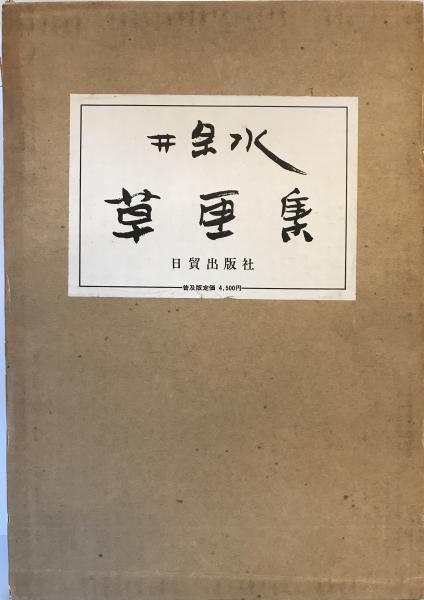 井泉水
草画集
日貿出版社
普及版定価 4,500円